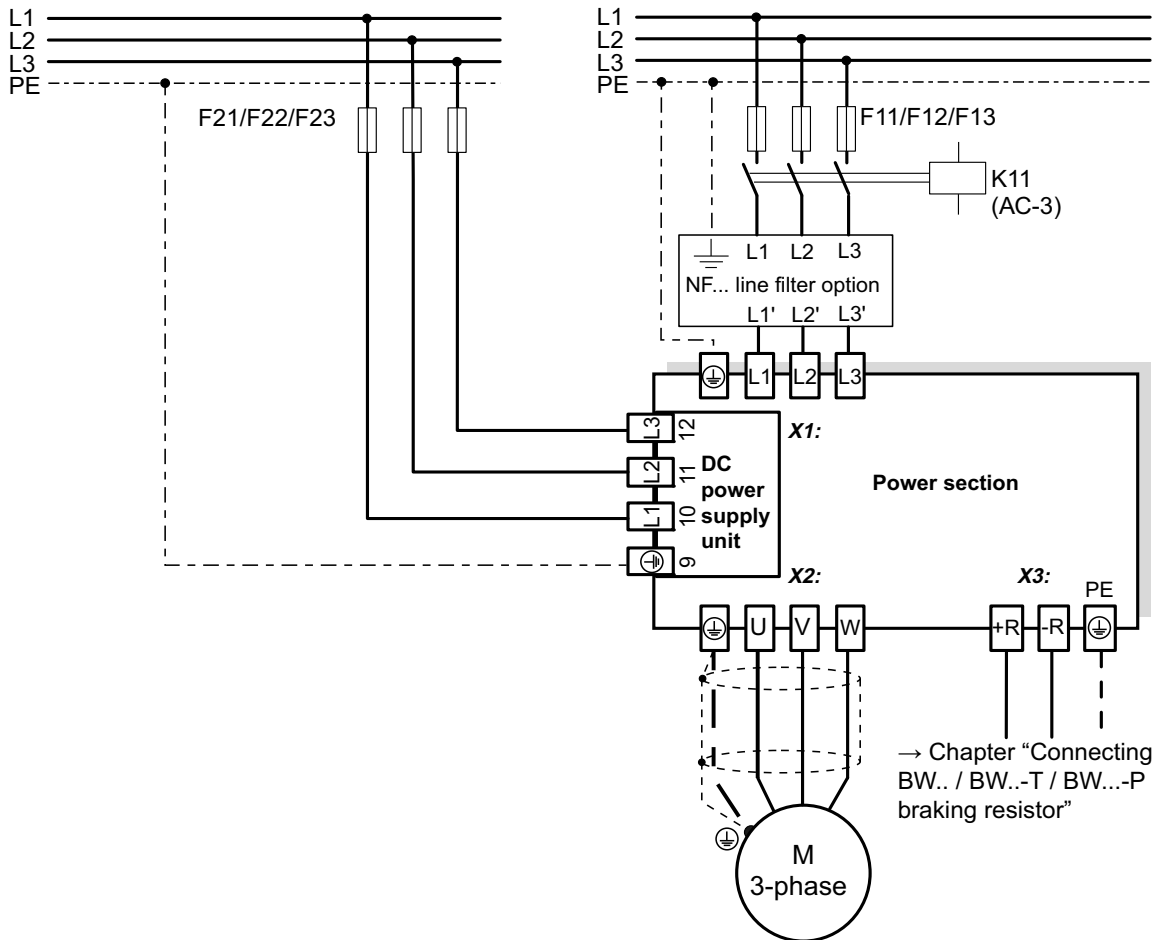 L1
L2
L3
PE
F21/F22/F23
L1
L2
L3
PE
F11/F12/F13
K11
(AC-3)
L1 L2 L3
NF... line filter option
L1' L2' L3'
L1 L2 L3
X1:
L3 12
L2 11
L1 10
9
DC
power
supply
unit
Power section
X2:
X3:
PE
U V W
+R -R
→ Chapter “Connecting
BW.. / BW..-T / BW...-P
braking resistor”
M
3-phase